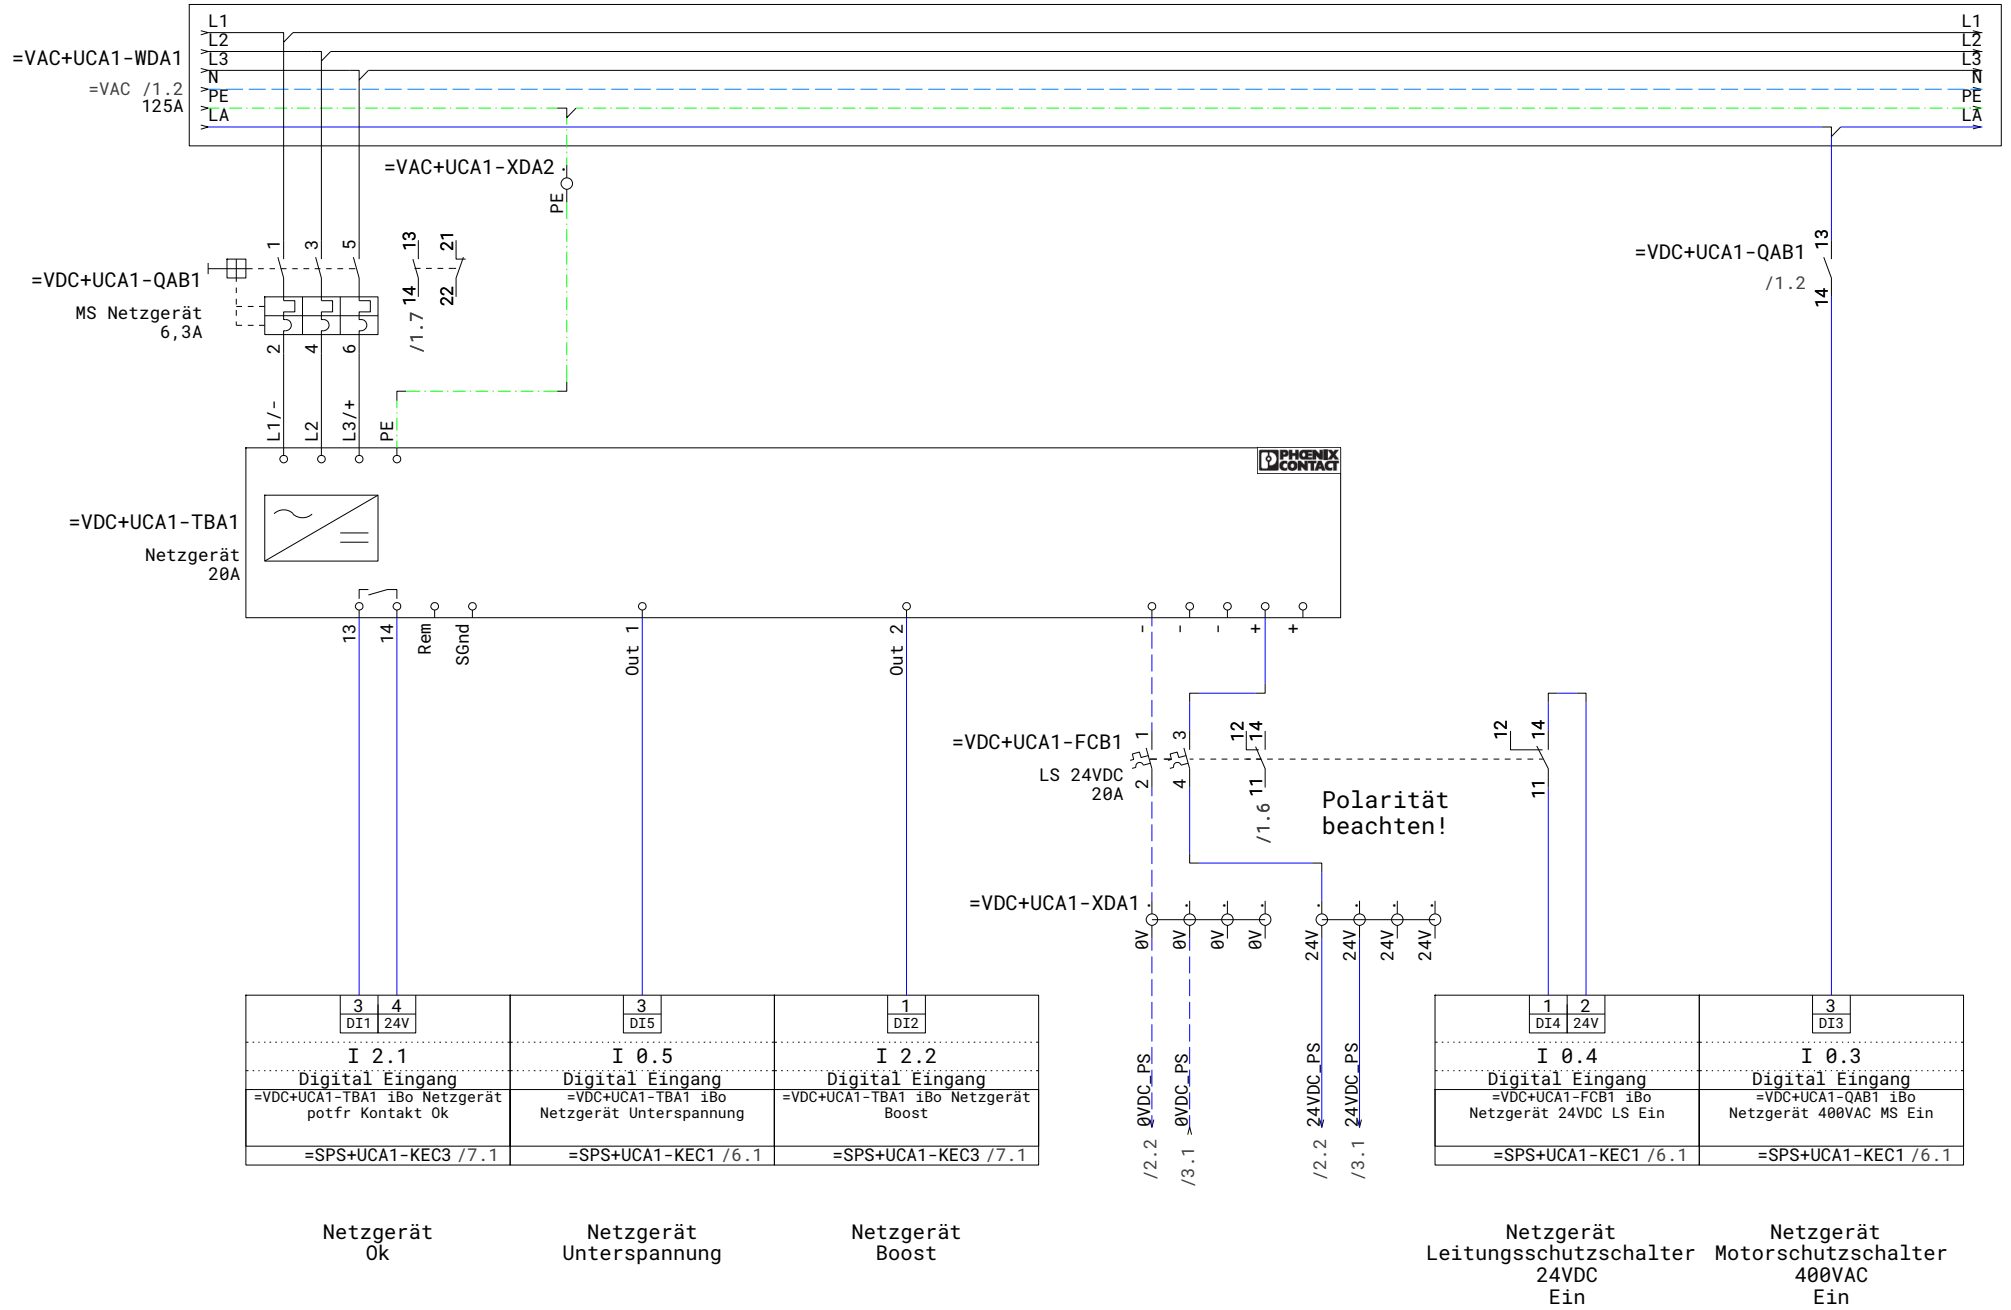 L1 L1
L2 L2
=VAC+UCA1-WDA1 L3 L3
N N
=VAC /1.2
125A PE PE
LA LA
=VAC+UCA1-XDA2 .
PE
=VDC+UCA1-QAB1
MS Netzgerät
6,3A
1 3 5 13 21
2 4 6 14 22
/1.7
=VDC+UCA1-QAB1
/1.2
13
14
L1/- L2 L3/+ PE
PHŒNIX
CONTACT
=VDC+UCA1-TBA1
Netzgerät
20A
13 14 Rem SGnd Out 1 Out 2 - - - + +
=VDC+UCA1-FCB1
LS 24VDC
20A
1 3 12 14 12 14
2 4 11 11
/1.6
Polarität
beachten!
=VDC+UCA1-XDA1 . . . . . . . .
0V 0V 0V 0V 24V 24V 24V 24V
0VDC_PS 0VDC_PS 24VDC_PS 24VDC_PS
/2.2 /3.1 /2.2 /3.1
3 4 3 1 1 2 3
DI1 24V DI5 DI2 DI4 24V DI3
I 2.1 I 0.5 I 2.2 I 0.4 I 0.3
Digital Eingang Digital Eingang Digital Eingang Digital Eingang Digital Eingang
=VDC+UCA1-TBA1 iBo Netzgerät
potfr Kontakt Ok
=VDC+UCA1-TBA1 iBo
Netzgerät Unterspannung
=VDC+UCA1-TBA1 iBo Netzgerät
Boost
=VDC+UCA1-FCB1 iBo
Netzgerät 24VDC LS Ein
=VDC+UCA1-QAB1 iBo
Netzgerät 400VAC MS Ein
=SPS+UCA1-KEC3 /7.1 =SPS+UCA1-KEC1 /6.1 =SPS+UCA1-KEC3 /7.1 =SPS+UCA1-KEC1 /6.1 =SPS+UCA1-KEC1 /6.1
Netzgerät
Ok
Netzgerät
Unterspannung
Netzgerät
Boost
Netzgerät
Leitungsschutzschalter
24VDC
Ein
Netzgerät
Motorschutzschalter
400VAC
Ein